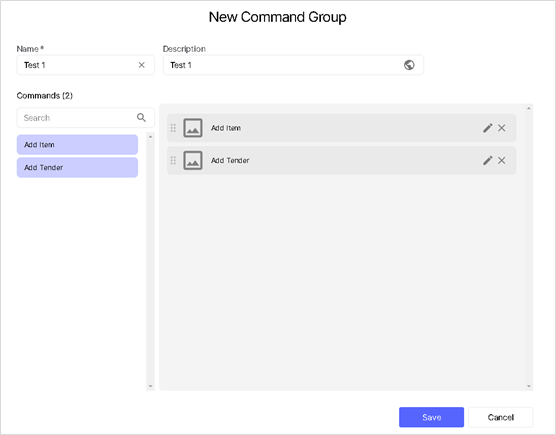 New Command Group
Name * Description
Test 1 Test 1
Commands (2)
Search
Add Item
Add Tender
Add Item
Add Tender
Save Cancel